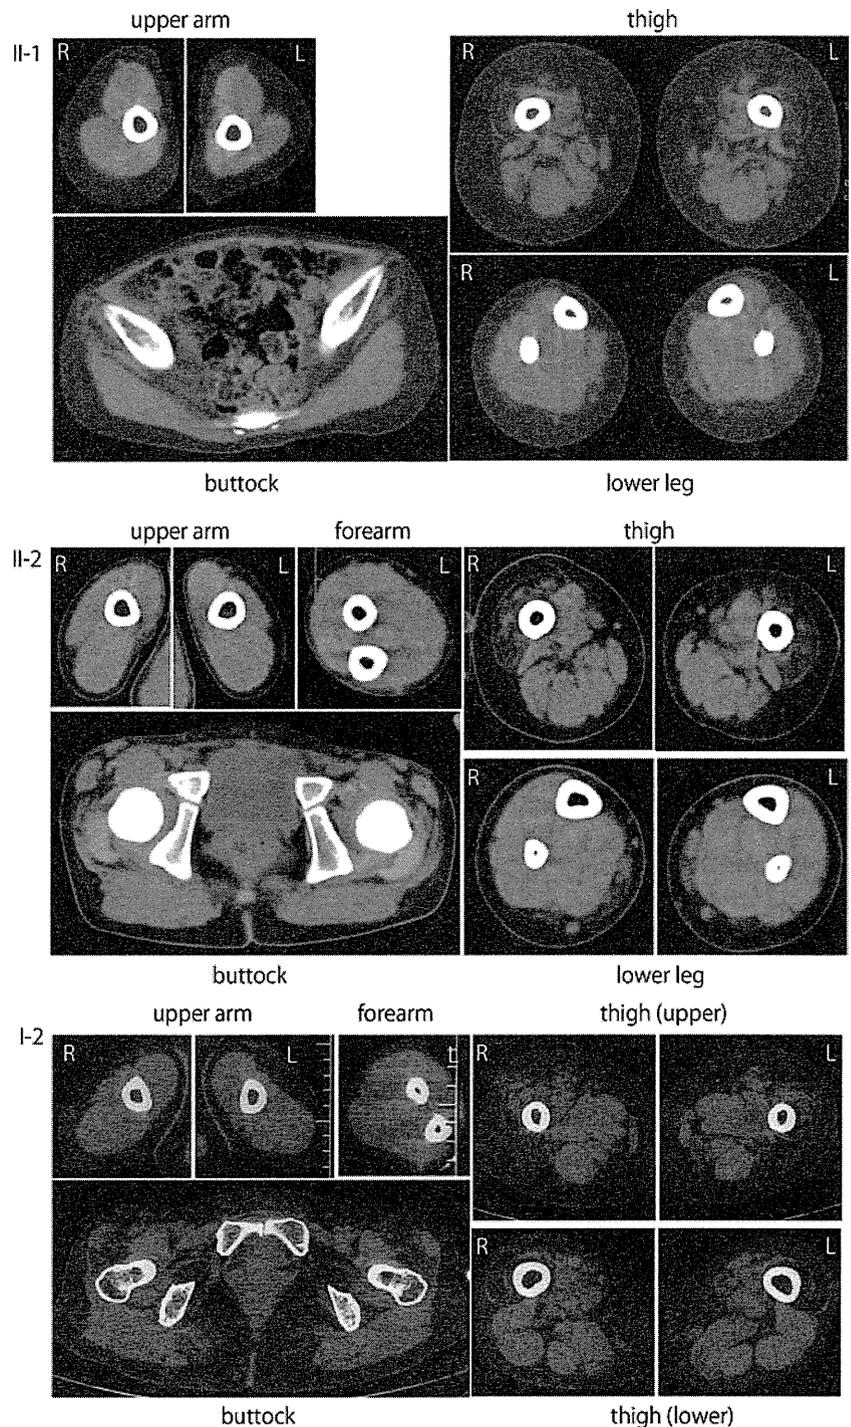 upper arm thigh
II-1 R L R L
R L
buttock lower leg
upper arm forearm thigh
II-2 R L L R L
R L
buttock lower leg
I-2 upper arm forearm thigh (upper)
R L L R L
R L
buttock thigh (lower)